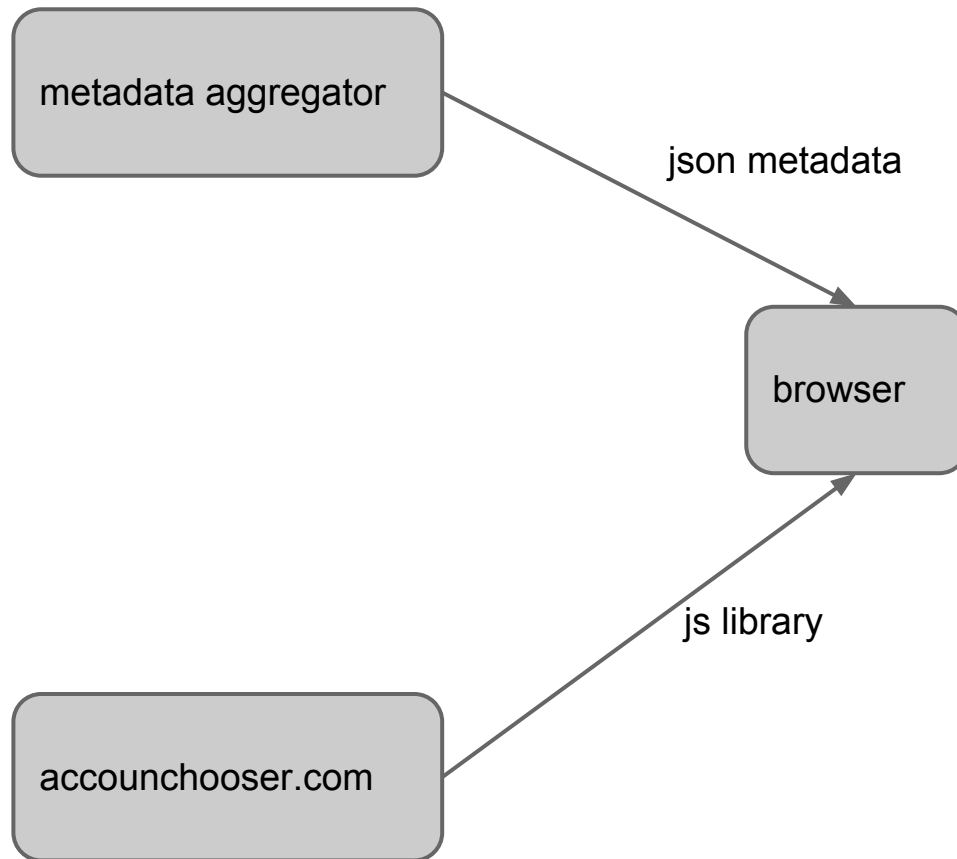 metadata aggregator
json metadata
browser
js library
accounchooser.com